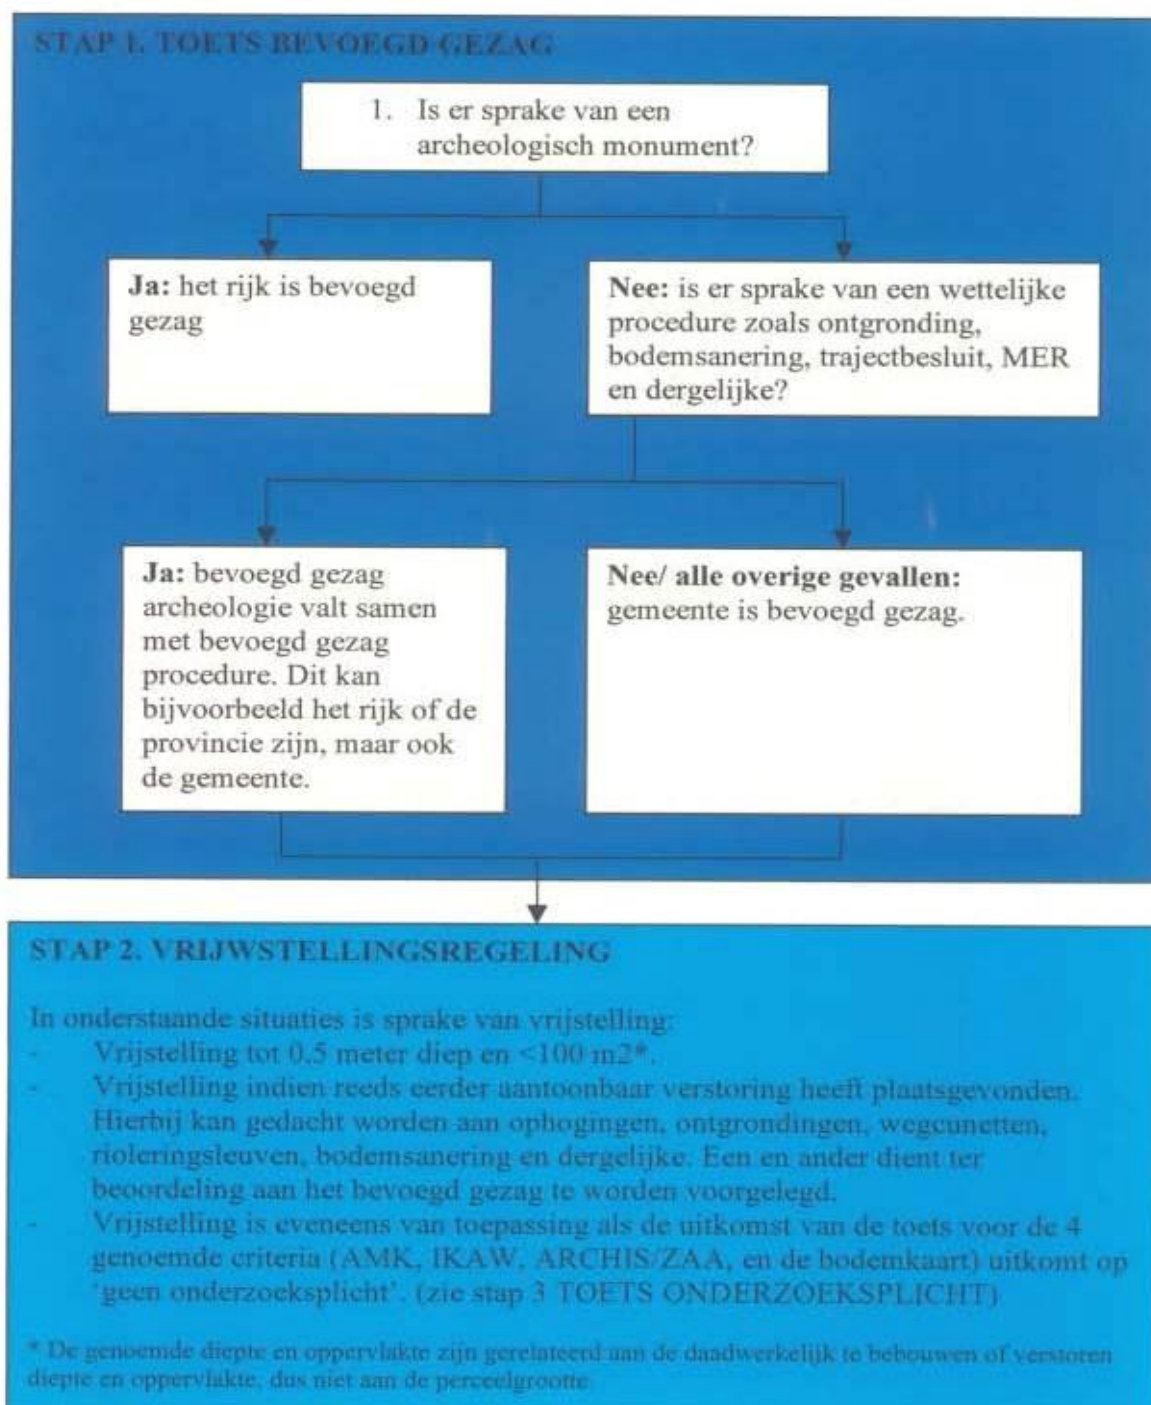 STAP 1. TOETS BEVOEGD GEZAG
1. Is er sprake van een
archeologisch monument?
Ja: het rijk is bevoegd
gezag
Nee: is er sprake van een wettelijke
procedure zoals ontgronding,
bodemsanering, trajectbesluit, MER
en dergelijke?
Ja: bevoegd gezag
archeologie valt samen
met bevoegd gezag
procedure. Dit kan
bijvoorbeeld het rijk of de
provincie zijn, maar ook
de gemeente.
Nee/ alle overige gevallen:
gemeente is bevoegd gezag.
STAP 2. VRIJWSTELLINGSREGELING
In onderstaande situaties is sprake van vrijstelling:
- Vrijstelling tot 0,5 meter diep en <100 m2*.
- Vrijstelling indien reeds eerder aantoonbaar verstoring heeft plaatsgevonden.
Hierbij kan gedacht worden aan ophogingen, ontgrondingen, wegcunetten,
rioleringsleuven, bodemsanering en dergelijke. Een en ander dient ter
beoordeling aan het bevoegd gezag te worden voorgelegd.
- Vrijstelling is eveneens van toepassing als de uitkomst van de toets voor de 4
genoemde criteria (AMK, IKAW, ARCHIS/ZAA, en de bodemkaart) uitkomt op
'geen onderzoeksplicht'. (zie stap 3 TOETS ONDERZOEKSPLICHT)
* De genoemde diepte en oppervlakte zijn gerelateerd aan de daadwerkelijk te bebouwen of verstoren
diepte en oppervlakte, dus niet aan de perceelgrootte.